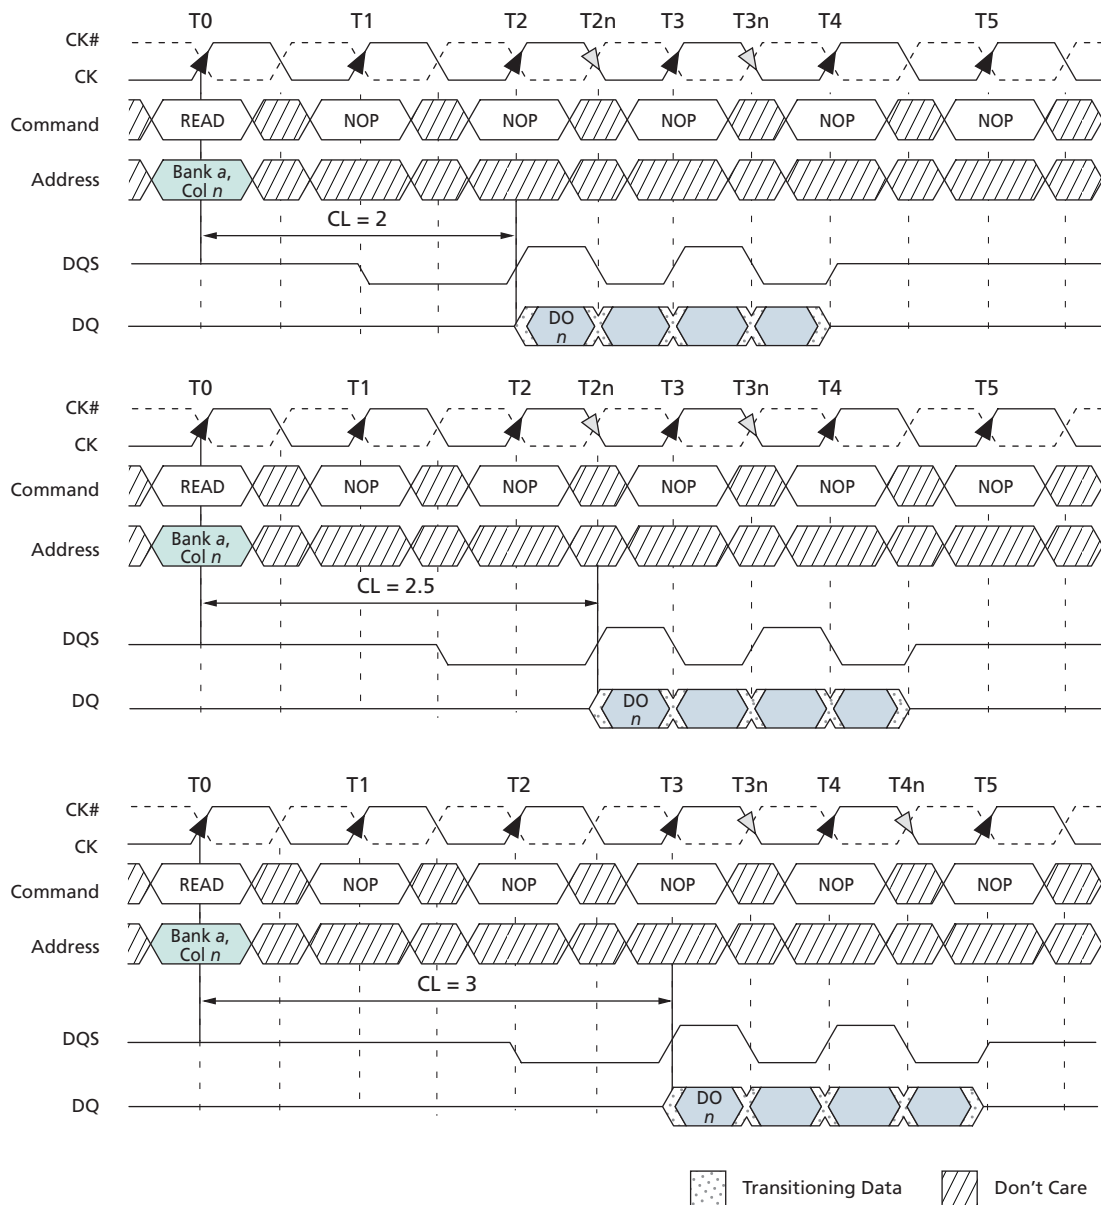 T0 T1 T2 T2n T3 T3n T4 T5
CK#
CK
Command READ NOP NOP NOP NOP NOP
Address Bank a,
Col n
CL = 2
DQS
DQ DO
n
T0 T1 T2 T2n T3 T3n T4 T5
CK#
CK
Command READ NOP NOP NOP NOP NOP
Address Bank a,
Col n
CL = 2.5
DQS
DQ DO
n
T0 T1 T2 T3 T3n T4 T4n T5
CK#
CK
Command READ NOP NOP NOP NOP NOP
Address Bank a,
Col n
CL = 3
DQS
DQ DO
n
Transitioning Data Don't Care